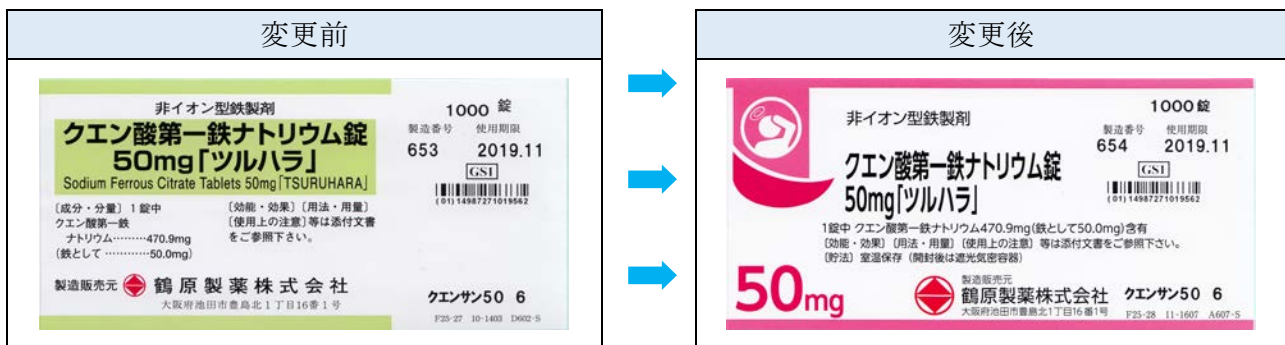 変更前
非イオン型鉄製剤
クエン酸第一鉄ナトリウム錠
50mg「ツルハラ」
Sodium Ferrous Citrate Tablets 50mg「TSURUHARA」
〔成分・分量〕1錠中
クエン酸第一鉄
ナトリウム………470.9mg
(鉄として…………50.0mg)
〔効能・効果〕〔用法・用量〕
〔使用上の注意〕等は添付文書
をご参照下さい。
製造販売元 鶴原製薬株式会社
大阪府池田市豊島北1丁目16番1号
1000 錠
製造番号 使用期限
653 2019.11
GS1
(01)14987271019562
クエンサン50 6
F25-27 10-1403 D602-S
変更後
非イオン型鉄製剤
クエン酸第一鉄ナトリウム錠
50mg「ツルハラ」
1錠中 クエン酸第一鉄ナトリウム470.9mg(鉄として50.0mg)含有
〔効能・効果〕〔用法・用量〕〔使用上の注意〕等は添付文書をご参照下さい。
〔貯法〕室温保存（開封後は遮光気密容器）
50mg
製造販売元
鶴原製薬株式会社
大阪府池田市豊島北1丁目16番1号
1000 錠
製造番号 使用期限
654 2019.11
GS1
(01)14987271019562
クエンサン50 6
F25-28 11-1607 A607-S